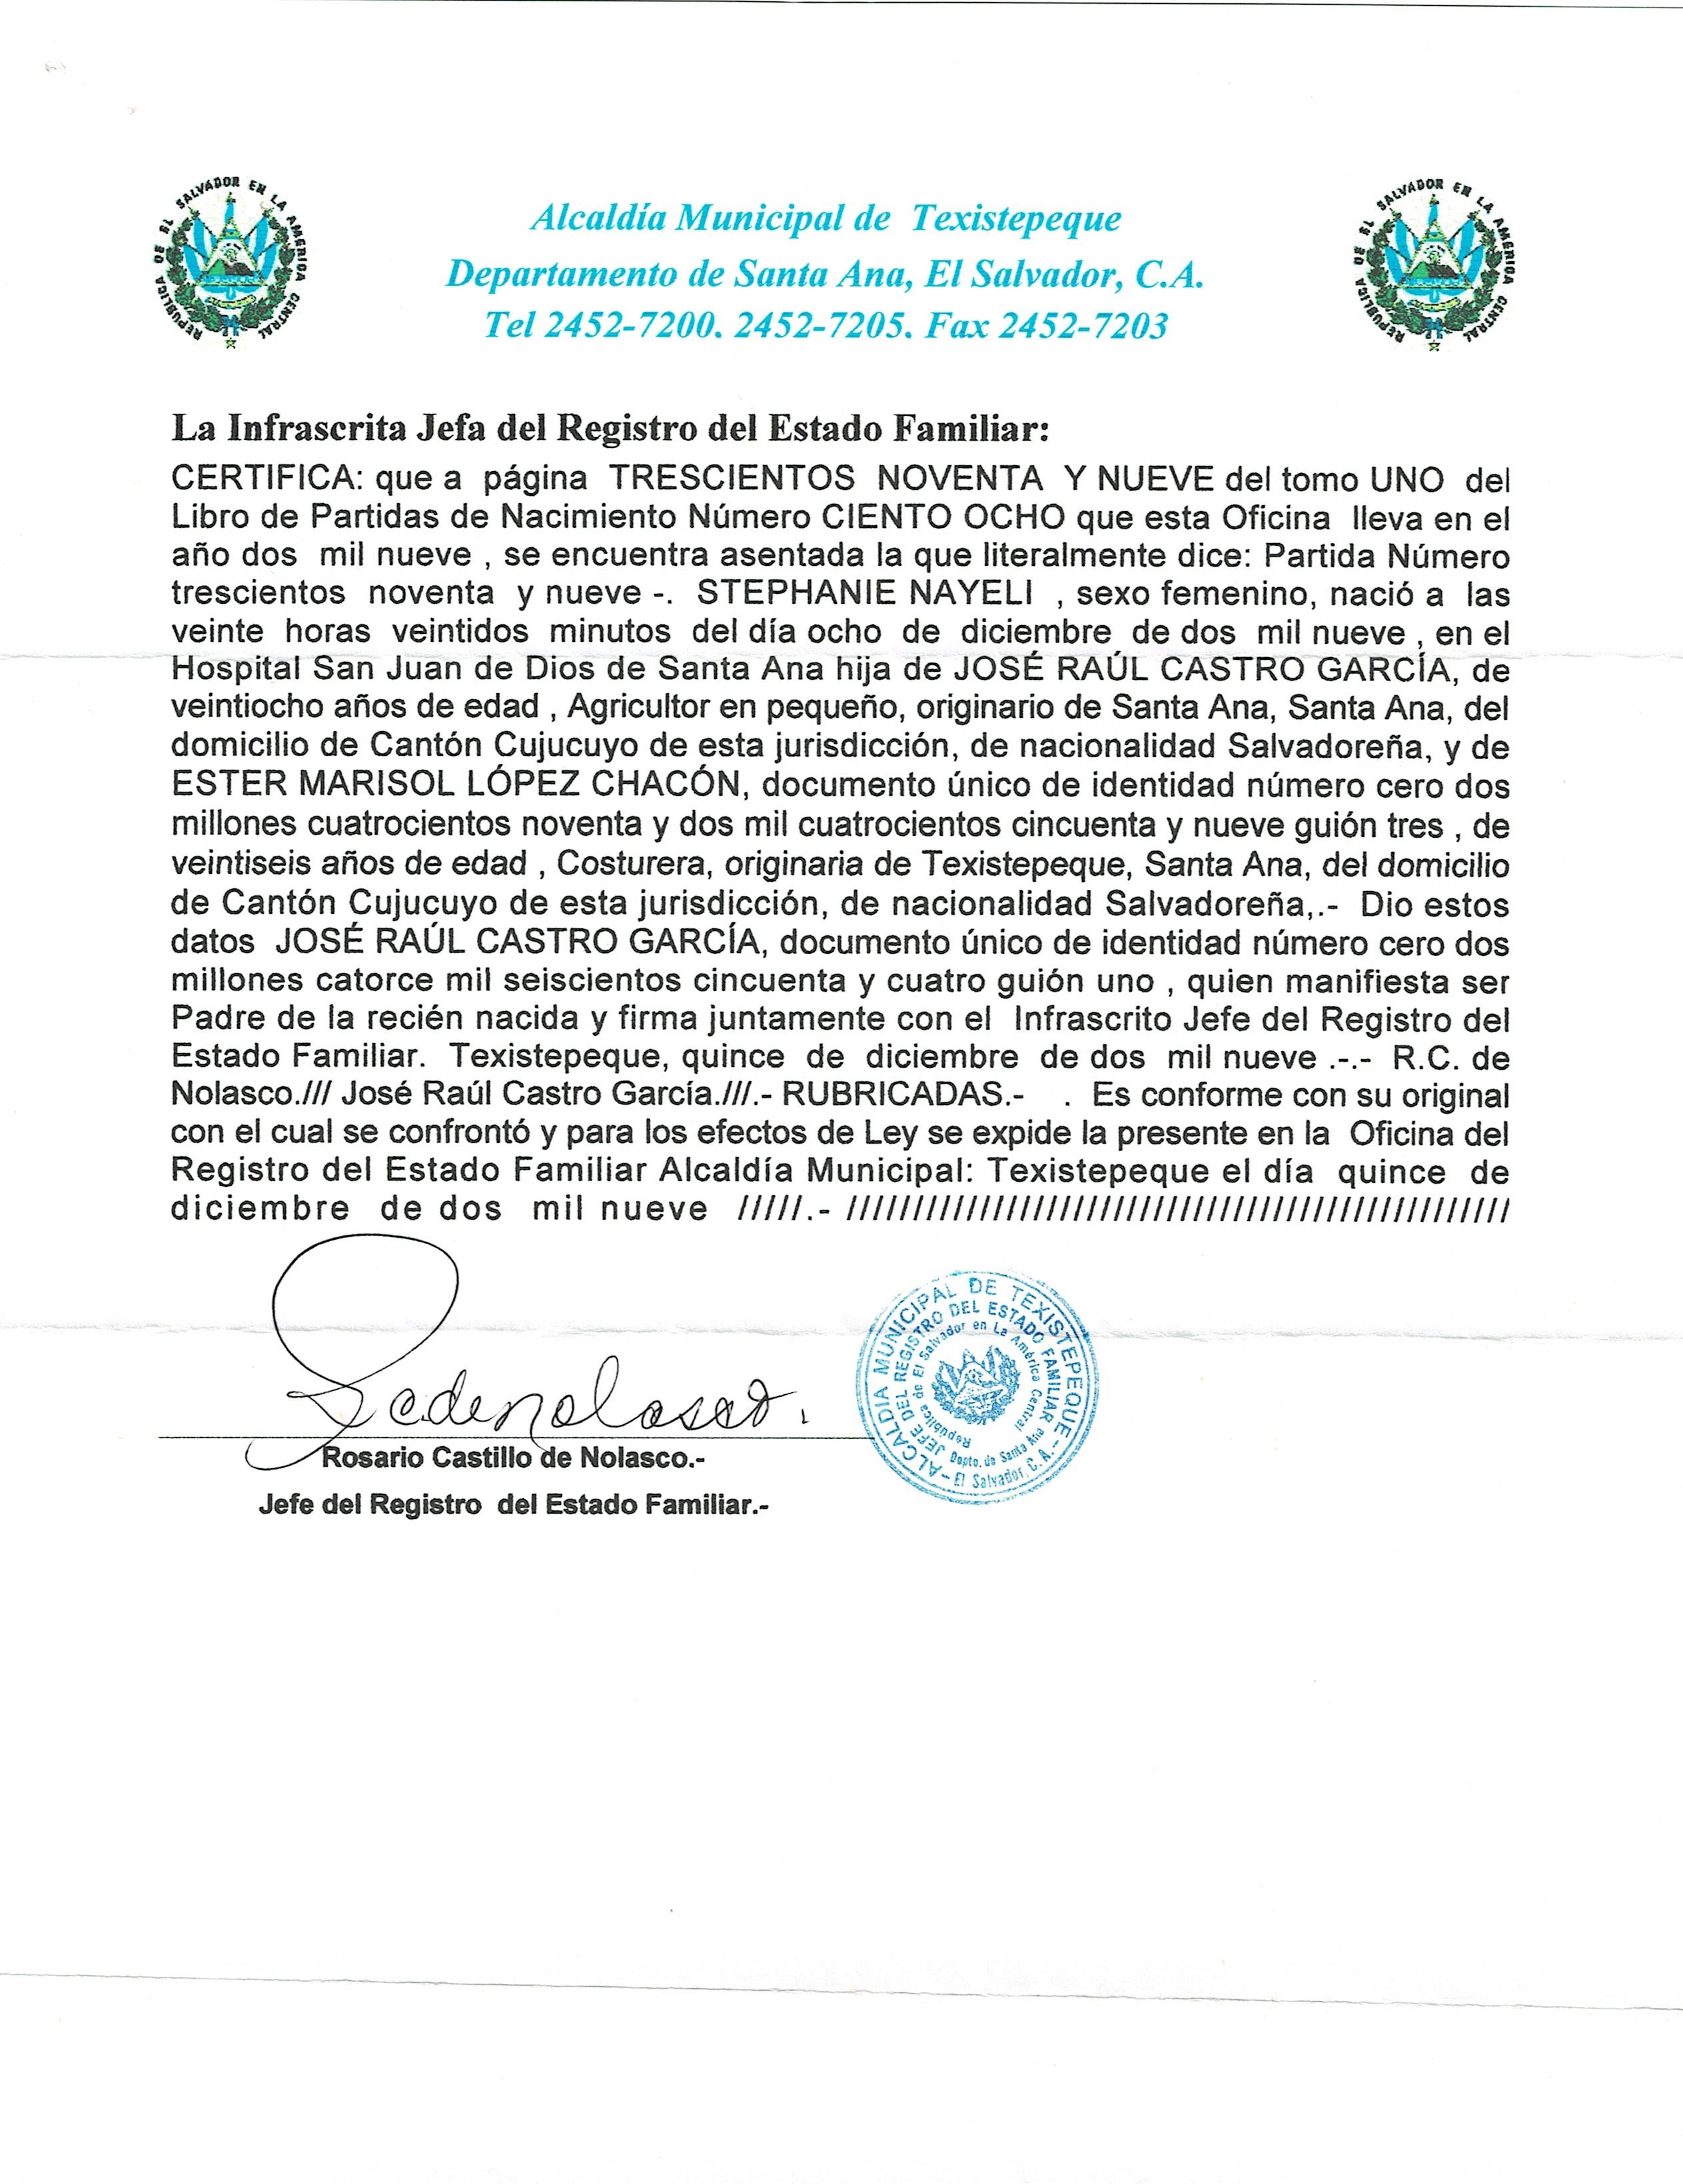 REPUBLICA DE EL SALVADOR EN LA AMERICA CENTRAL
Alcaldía Municipal de Texistepeque
Departamento de Santa Ana, El Salvador, C.A.
Tel 2452-7200. 2452-7205. Fax 2452-7203
REPUBLICA DE EL SALVADOR EN LA AMERICA CENTRAL
La Infrascrita Jefa del Registro del Estado Familiar:
CERTIFICA: que a página TRESCIENTOS NOVENTA Y NUEVE del tomo UNO del
Libro de Partidas de Nacimiento Número CIENTO OCHO que esta Oficina lleva en el
año dos mil nueve , se encuentra asentada la que literalmente dice: Partida Número
trescientos noventa y nueve -. STEPHANIE NAYELI , sexo femenino, nació a las
veinte horas veintidos minutos del día ocho de diciembre de dos mil nueve , en el
Hospital San Juan de Dios de Santa Ana hija de JOSÉ RAÚL CASTRO GARCÍA, de
veintiocho años de edad , Agricultor en pequeño, originario de Santa Ana, Santa Ana, del
domicilio de Cantón Cujucuyo de esta jurisdicción, de nacionalidad Salvadoreña, y de
ESTER MARISOL LÓPEZ CHACÓN, documento único de identidad número cero dos
millones cuatrocientos noventa y dos mil cuatrocientos cincuenta y nueve guión tres , de
veintiseis años de edad , Costurera, originaria de Texistepeque, Santa Ana, del domicilio
de Cantón Cujucuyo de esta jurisdicción, de nacionalidad Salvadoreña,.- Dio estos
datos JOSÉ RAÚL CASTRO GARCÍA, documento único de identidad número cero dos
millones catorce mil seiscientos cincuenta y cuatro guión uno , quien manifiesta ser
Padre de la recién nacida y firma juntamente con el Infrascrito Jefe del Registro del
Estado Familiar. Texistepeque, quince de diciembre de dos mil nueve .-.- R.C. de
Nolasco./// José Raúl Castro García.///.- RUBRICADAS.- . Es conforme con su original
con el cual se confrontó y para los efectos de Ley se expide la presente en la Oficina del
Registro del Estado Familiar Alcaldía Municipal: Texistepeque el día quince de
diciembre de dos mil nueve /////.- //////////////////////////////////////////////////
Rosario Castillo de Nolasco.-
Jefe del Registro del Estado Familiar.-
ALCALDIA MUNICIPAL DE TEXISTEPEQUE
JEFE DEL REGISTRO DEL ESTADO FAMILIAR
República de El Salvador en La América Central
Depto. de Santa Ana
El Salvador, C. A.